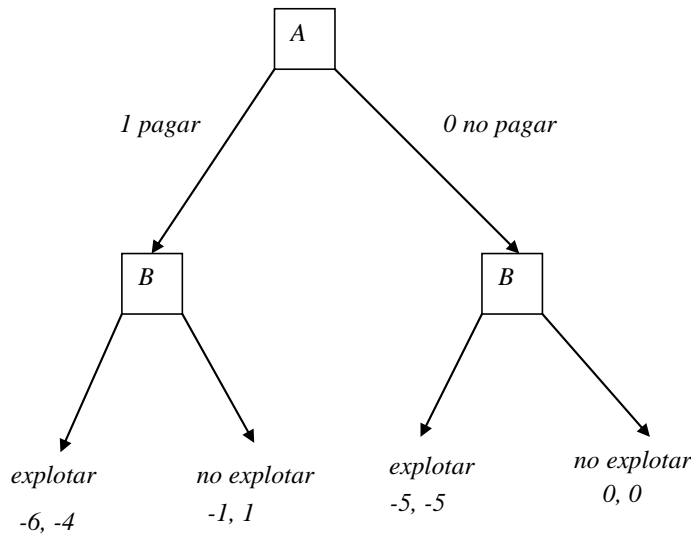 A
1 pagar
0 no pagar
B
B
explotar
-6, -4
no explotar
-1, 1
explotar
-5, -5
no explotar
0, 0